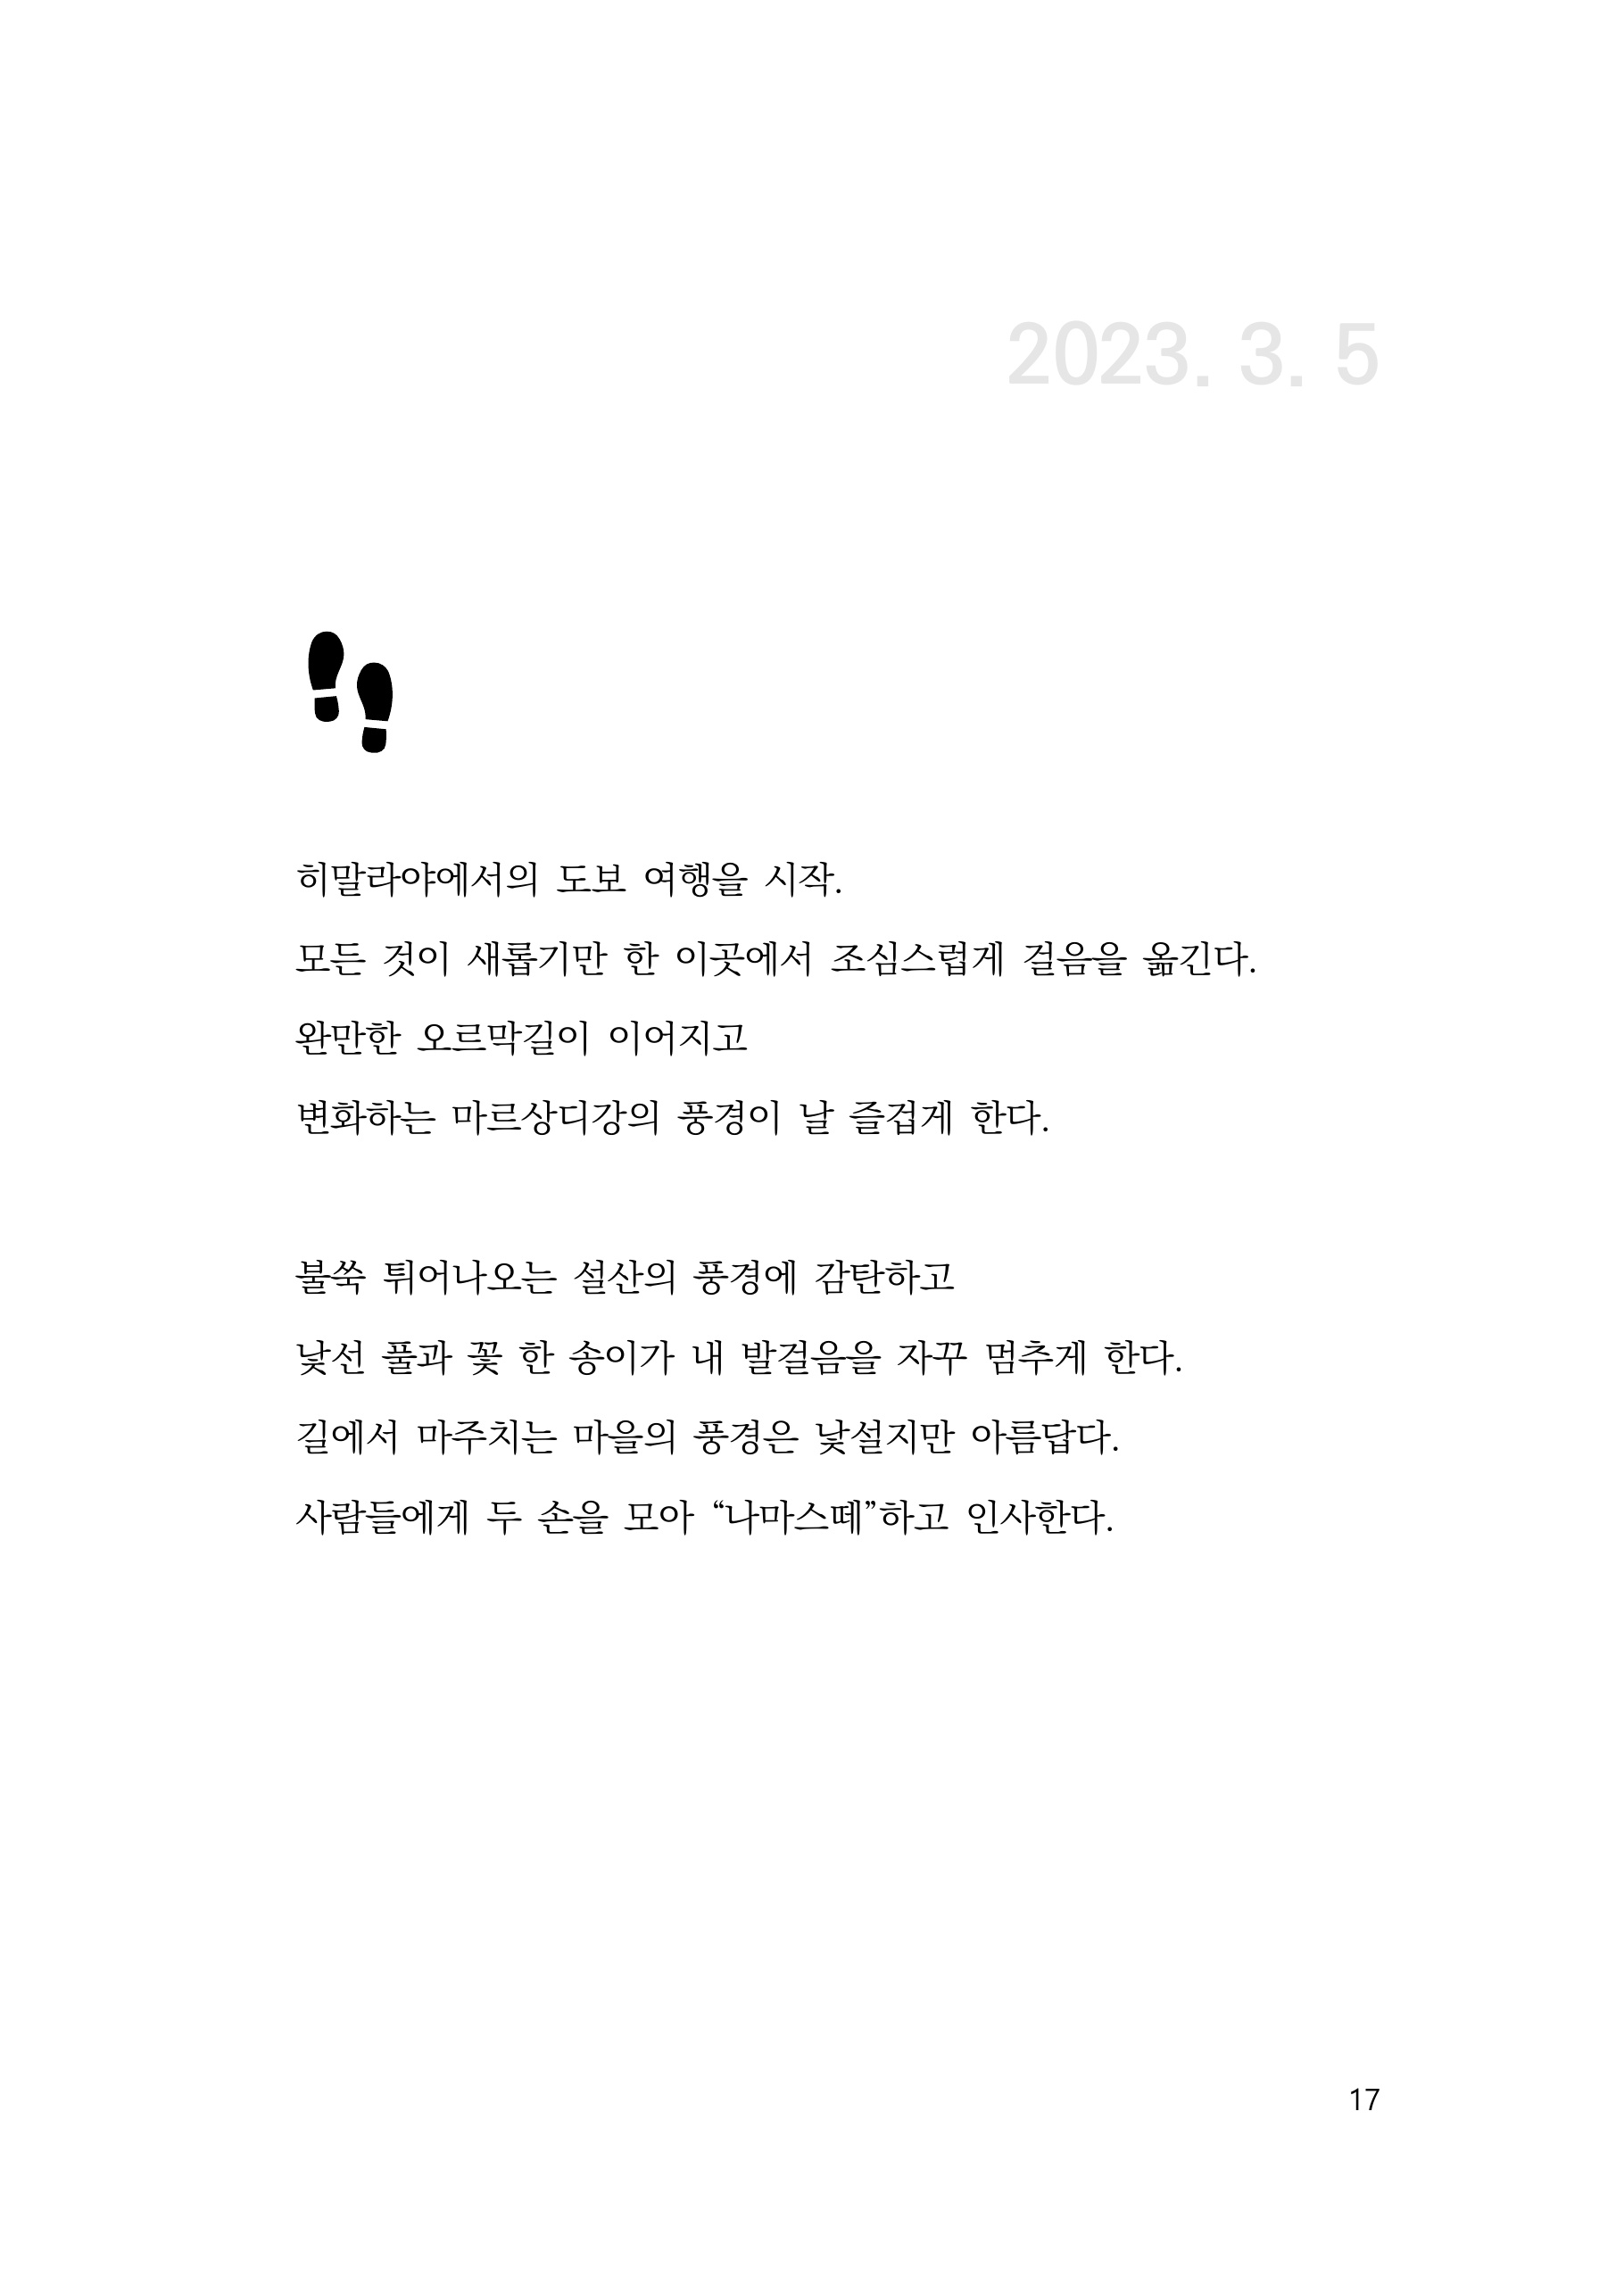 2023. 3. 5
히말라야에서의 도보 여행을 시작.
모든 것이 새롭기만 한 이곳에서 조심스럽게 걸음을 옮긴다.
완만한 오르막길이 이어지고
변화하는 마르상디강의 풍경이 날 즐겁게 한다.
불쑥 튀어나오는 설산의 풍경에 감탄하고
낯선 풀과 꽃 한 송이가 내 발걸음을 자꾸 멈추게 한다.
길에서 마주치는 마을의 풍경은 낯설지만 아름답다.
사람들에게 두 손을 모아 “나마스떼”하고 인사한다.
17